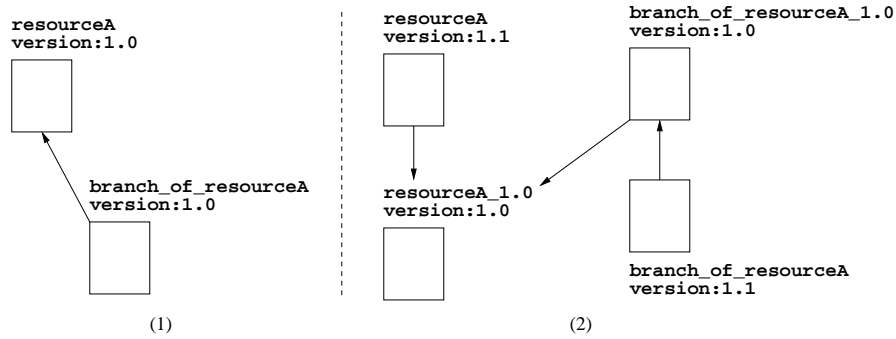 resourceA
version:1.0
branch_of_resourceA
version:1.0
(1)
resourceA
version:1.1
branch_of_resourceA_1.0
version:1.0
resourceA_1.0
version:1.0
branch_of_resourceA
version:1.1
(2)